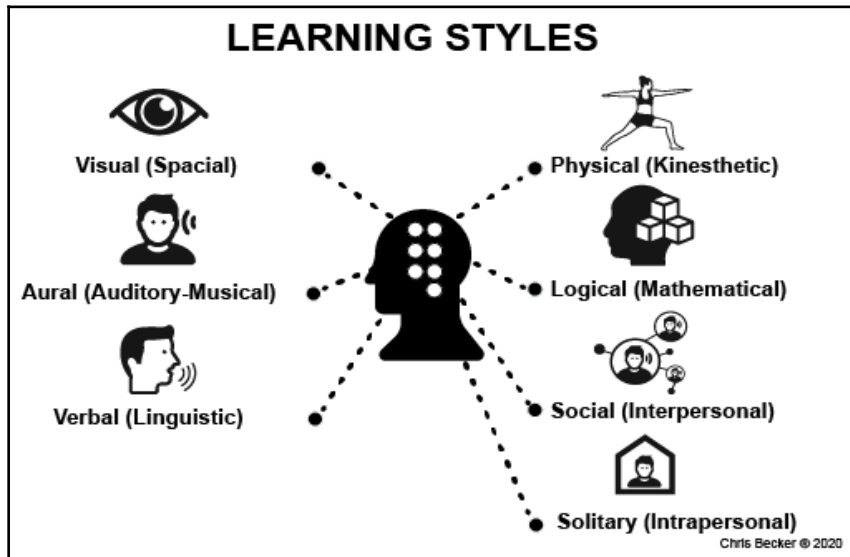 LEARNING STYLES
Visual (Spacial)
Aural (Auditory-Musical)
Verbal (Linguistic)
Physical (Kinesthetic)
Logical (Mathematical)
Social (Interpersonal)
Solitary (Intrapersonal)
Chris Becker ® 2020